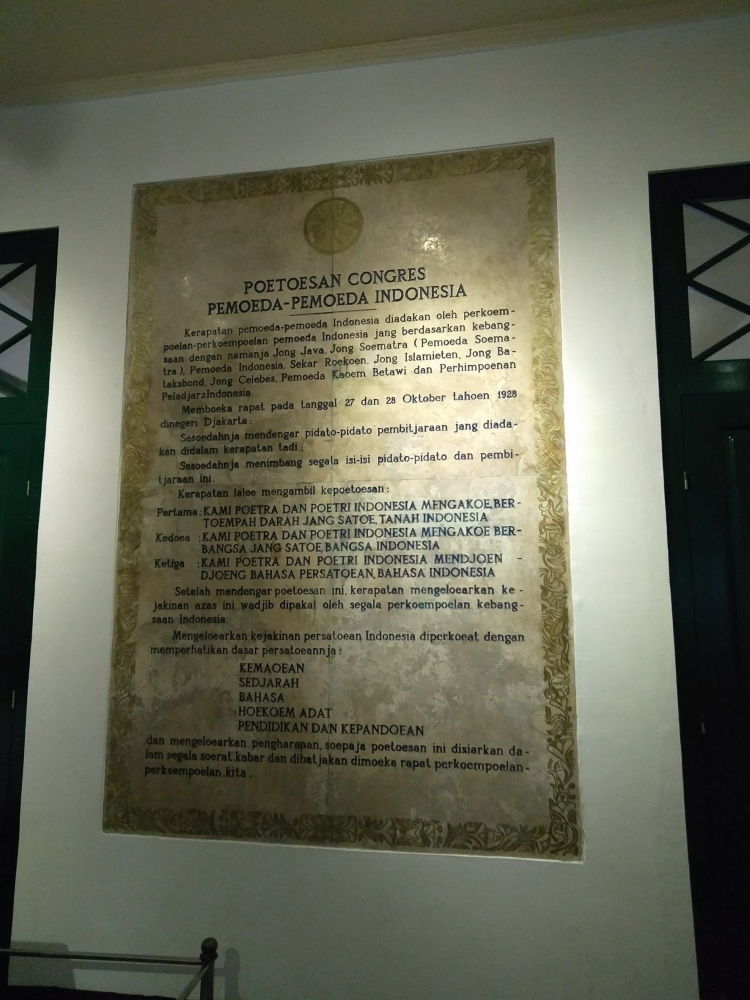 POETOESAN CONGRES
PEMOEDA-PEMOEDA INDONESIA
Kerapatan pemoeda-pemoeda Indonesia diadakan oleh perkoem-
poelan-perkoempoelan pemoeda Indonesia jang berdasarkan kebang-
saan dengan namanja Jong Java, Jong Soematra (Pemoeda Soema-
tra), Pemoeda Indonesia, Sekar Roekoen, Jong Islamieten, Jong Ba-
taksbond, Jong Celebes, Pemoeda Kaoem Betawi dan Perhimpoenan
Peladjar2Indonesia.
Memboeka rapat pada tanggal 27 dan 28 Oktober tahoen 1928
dinegeri Djakarta:
Sesoedahnja mendengar pidato-pidato pembitjaraan jang diada-
kan didalam kerapatan tadi;
Sesoedahnja menimbang segala isi-isi pidato-pidato dan pembi-
tjaraan ini.
Kerapatan laloe mengambil kepoetoesan:
Pertama: KAMI POETRA DAN POETRI INDONESIA MENGAKOE,BER-
TOEMPAH DARAH JANG SATOE, TANAH INDONESIA
Kedoea : KAMI POETRA DAN POETRI INDONESIA MENGAKOE BER-
BANGSA JANG SATOE, BANGSA INDONESIA
Ketiga : KAMI POETRA DAN POETRI INDONESIA MENDJOEN -
DJOENG BAHASA PERSATOEAN, BAHASA INDONESIA
Setelah mendengar poetoesan ini, kerapatan mengeloearkan ke-
jakinan azas ini wadjib dipakai oleh segala perkoempoelan kebang-
saan Indonesia.
Mengeloearkan kejakinan persatoean Indonesia diperkoeat dengan
memperhatikan dasar persatoeannja:
KEMAOEAN
SEDJARAH
BAHASA
HOEKOEM ADAT
PENDIDIKAN DAN KEPANDOEAN
dan mengeloearkan pengharapan, soepaja poetoesan ini disiarkan da-
lam segala soerat kabar dan dibatjakan dimoeka rapat perkoempoelan-
perkoempoelan kita.